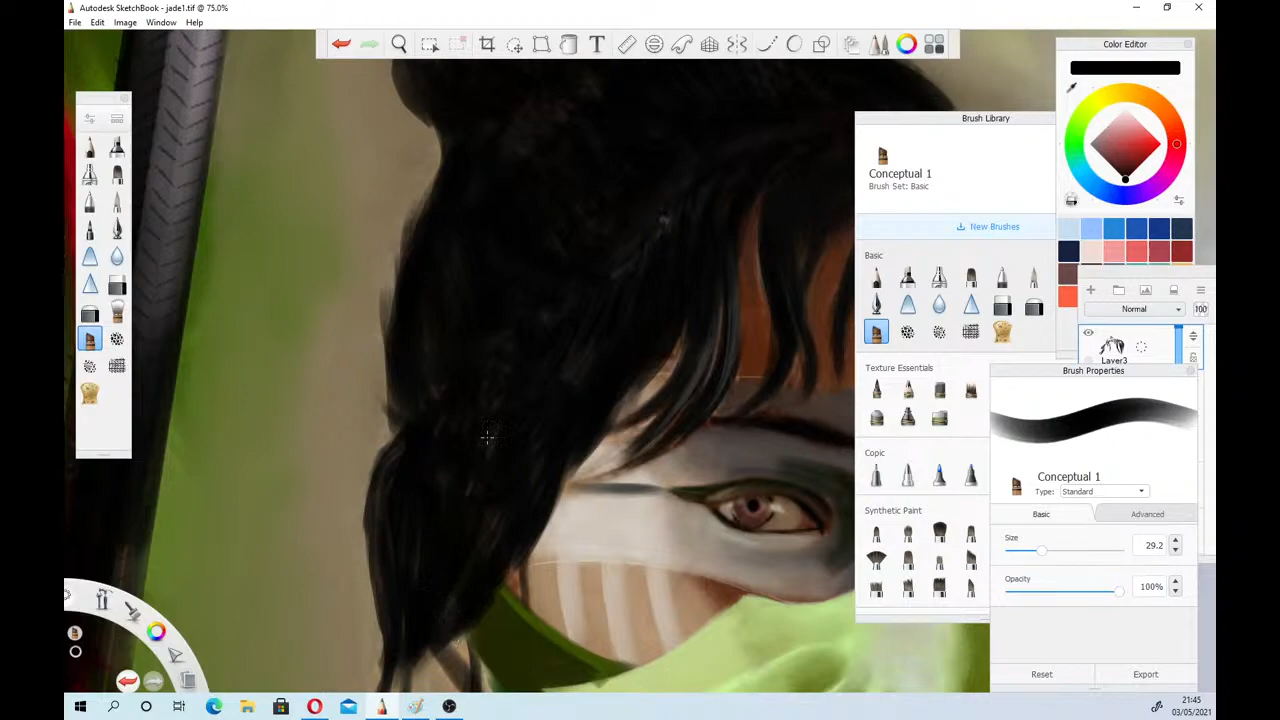 Autodesk SketchBook - jade1.tif @ 75.0%
File Edit Image Window Help
Color Editor
Brush Library
Conceptual 1
Brush Set: Basic
New Brushes
Basic
Normal
100
Layer3
Texture Essentials
Brush Properties
Copic
Conceptual 1
Type: Standard
Synthetic Paint
Basic Advanced
Size
29.2
Opacity
100%
Reset Export
21:45
03/05/2021